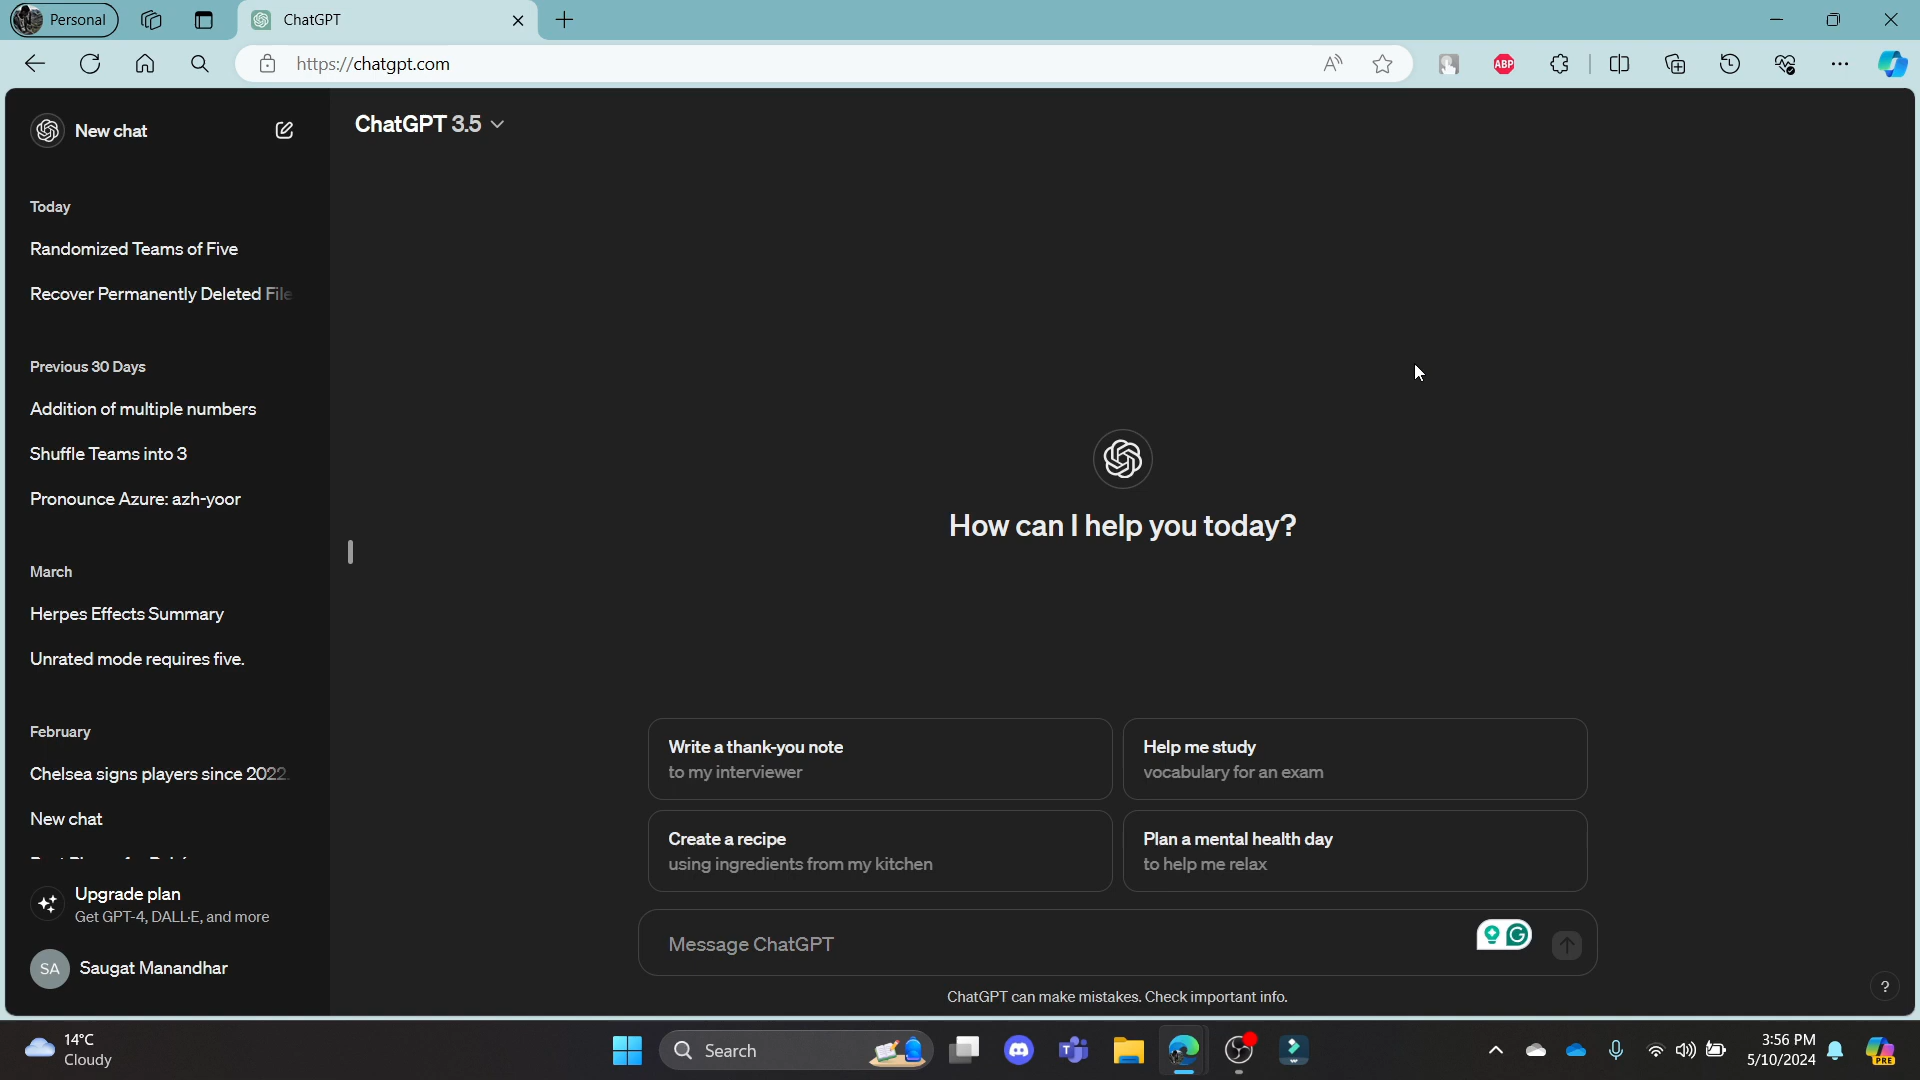 Personal
ChatGPT
https://chatgpt.com
ABP
New chat
ChatGPT 3.5
Today
Randomized Teams of Five
Recover Permanently Deleted File
Previous 30 Days
Addition of multiple numbers
Shuffle Teams into 3
Pronounce Azure: azh-yoor
March
Herpes Effects Summary
Unrated mode requires five.
February
Chelsea signs players since 2022.
New chat
Upgrade plan
Get GPT-4, DALL·E, and more
SA
Saugat Manandhar
How can I help you today?
Write a thank-you note
to my interviewer
Help me study
vocabulary for an exam
Create a recipe
using ingredients from my kitchen
Plan a mental health day
to help me relax
Message ChatGPT
ChatGPT can make mistakes. Check important info.
?
14°C
Cloudy
Search
3:56 PM
5/10/2024
PRE